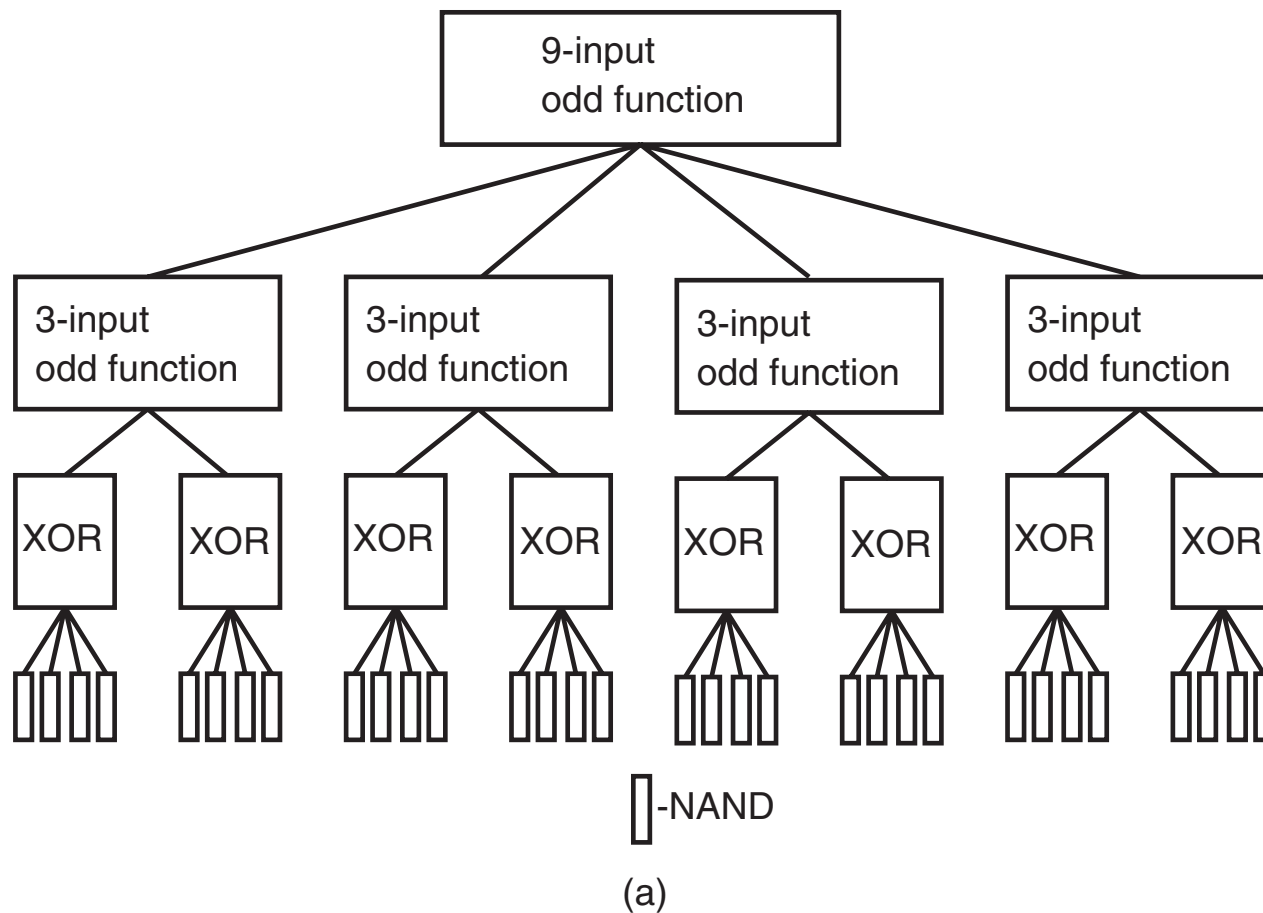 9-input
odd function
3-input
odd function
3-input
odd function
3-input
odd function
3-input
odd function
XOR
XOR
XOR
XOR
XOR
XOR
XOR
XOR
-NAND
(a)